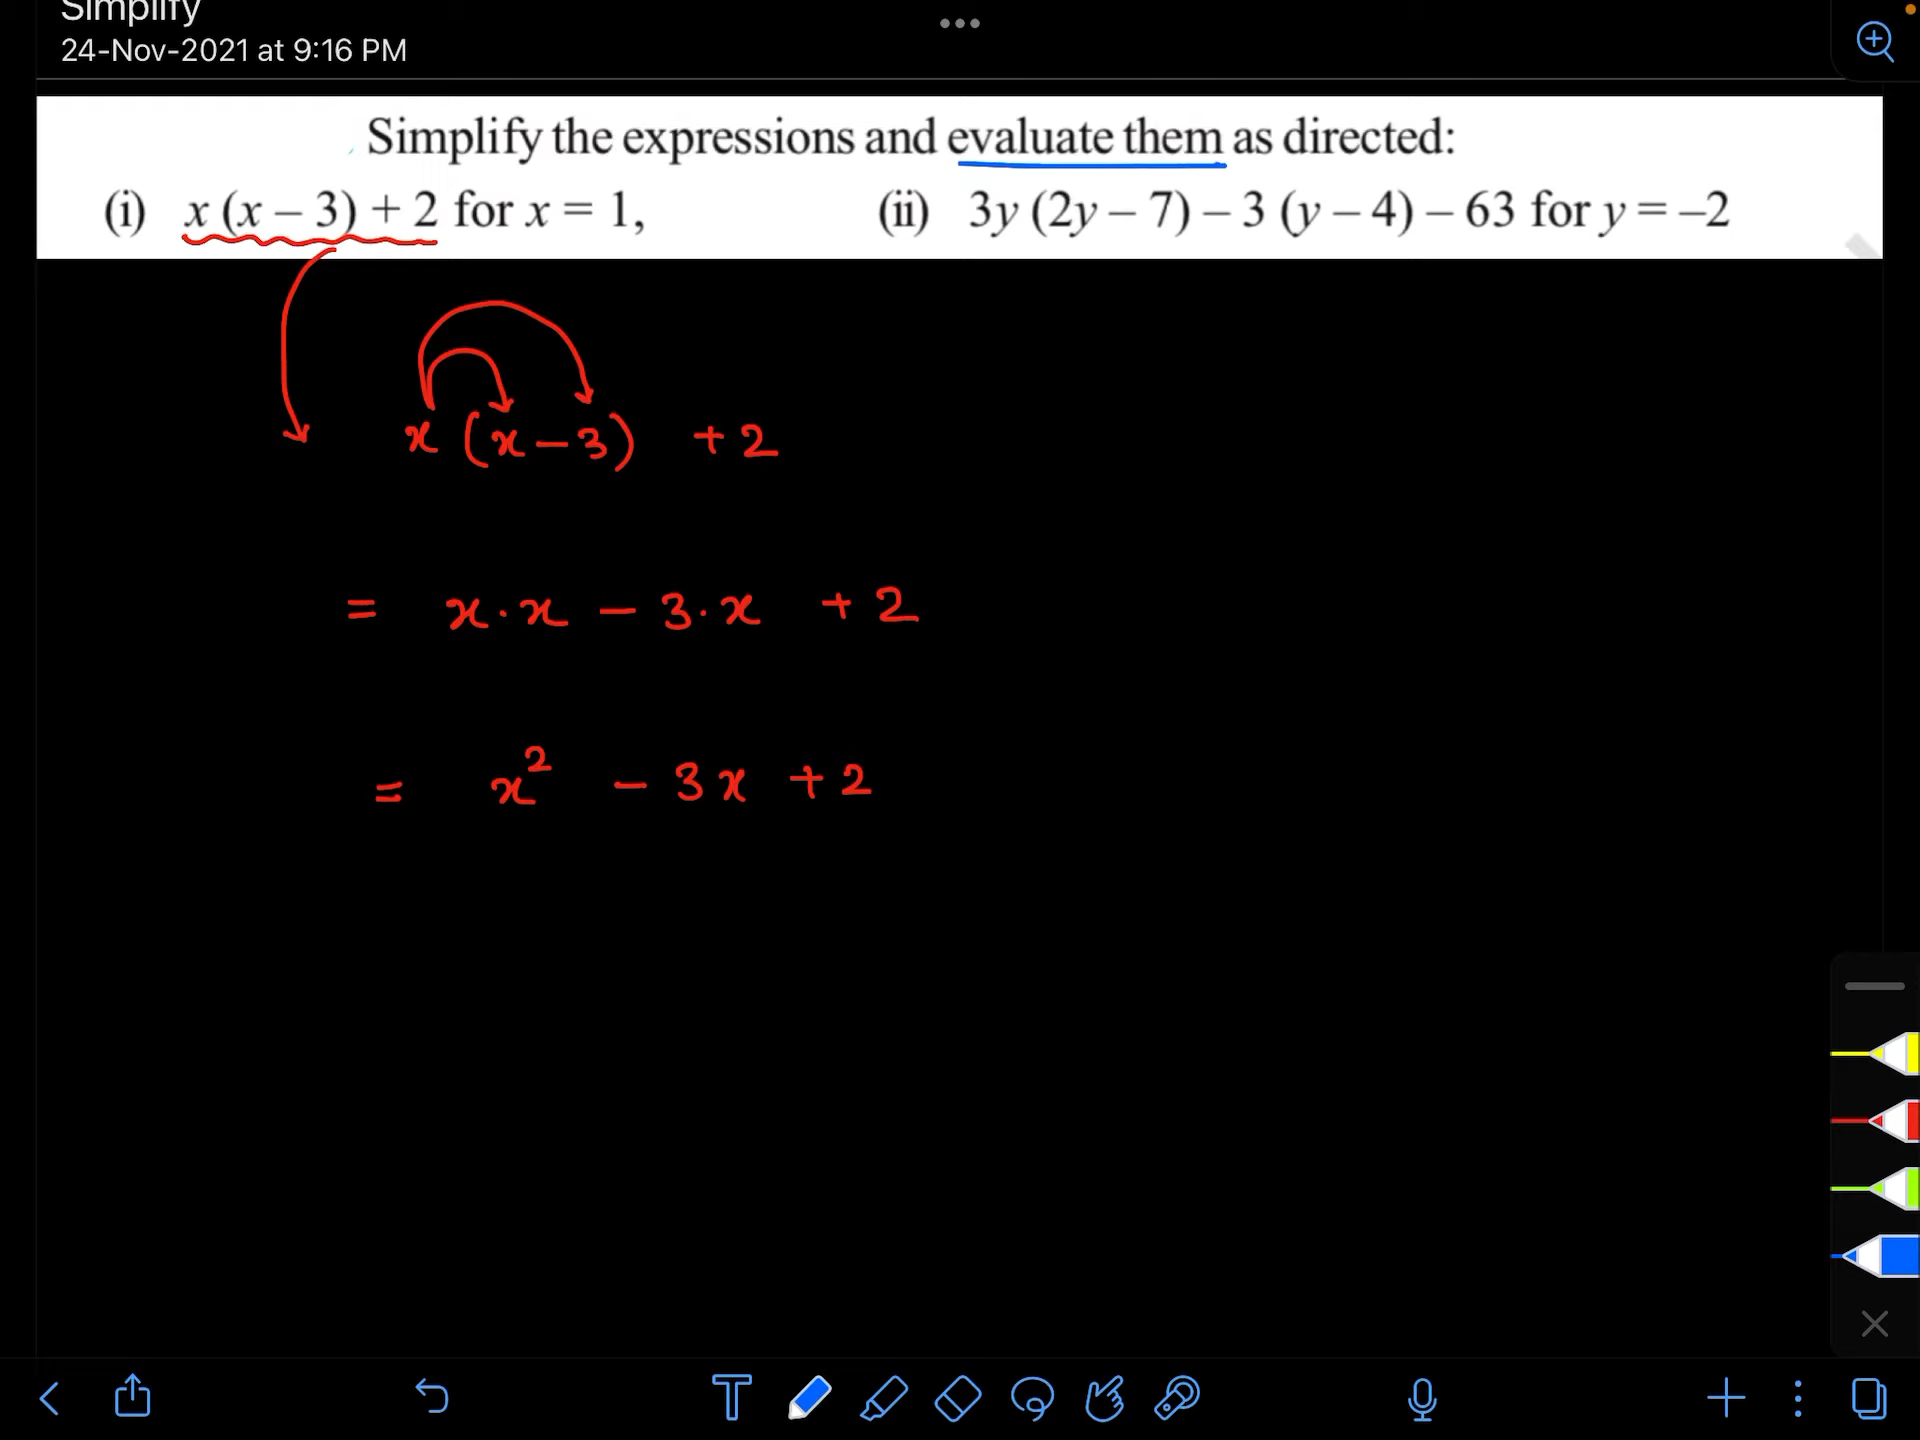 Simplify
24-Nov-2021 at 9:16 PM
Simplify the expressions and evaluate them as directed:
(i) x (x – 3) + 2 for x = 1, (ii) 3y (2y – 7) – 3 (y – 4) – 63 for y = –2
x (x – 3) + 2
= x · x – 3 · x + 2
= x² – 3x + 2